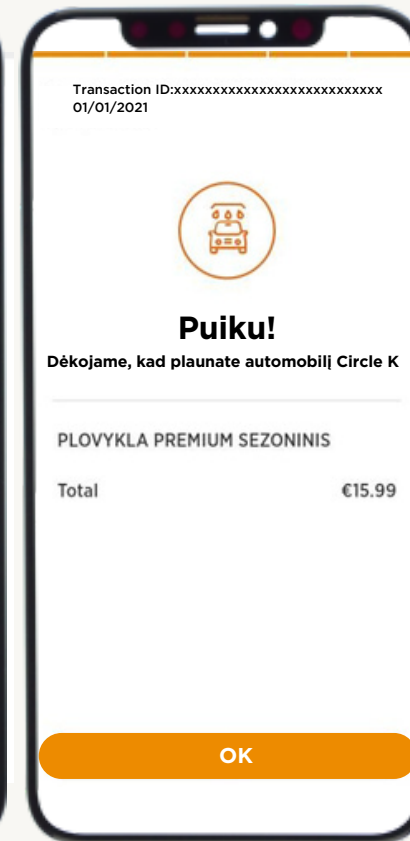 Transaction ID:xxxxxxxxxxxxxxxxxxxxxxxxxxx
01/01/2021
Puiku!
Dėkojame, kad plaunate automobilį Circle K
PLOVYKLA PREMIUM SEZONINIS
Total €15.99
OK